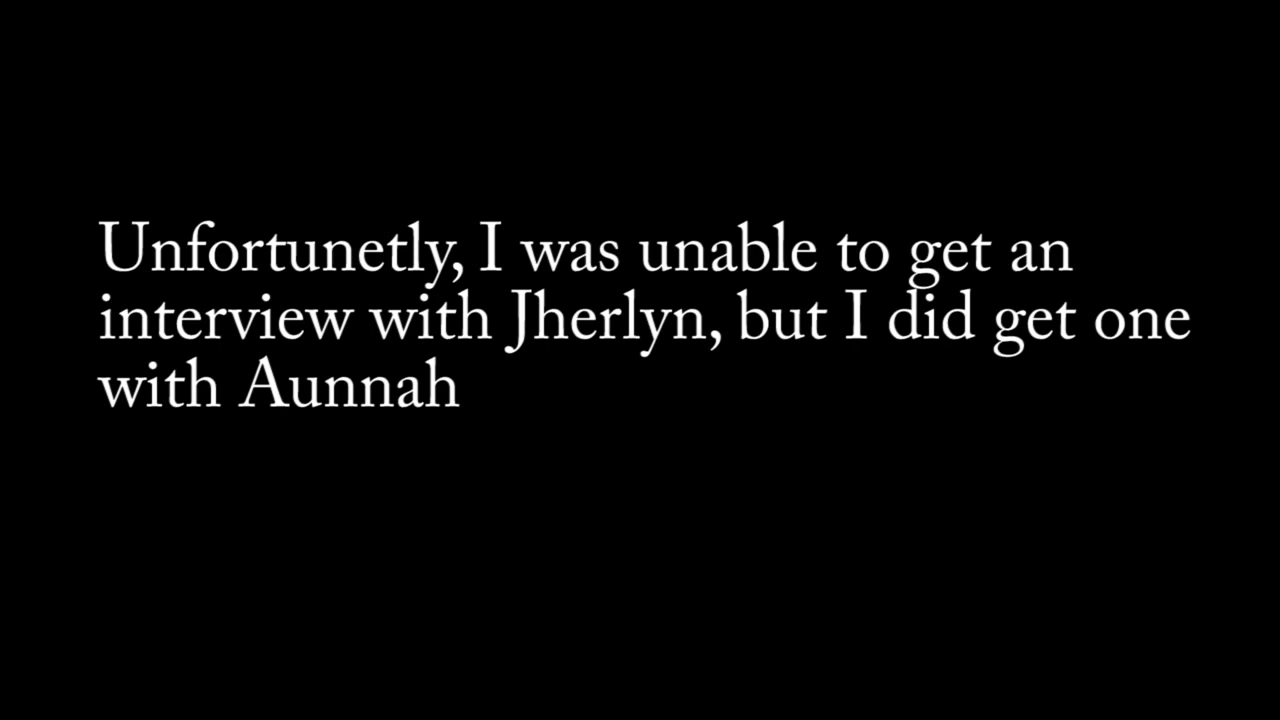 Unfortunetly, I was unable to get an
interview with Jherlyn, but I did get one
with Aunnah